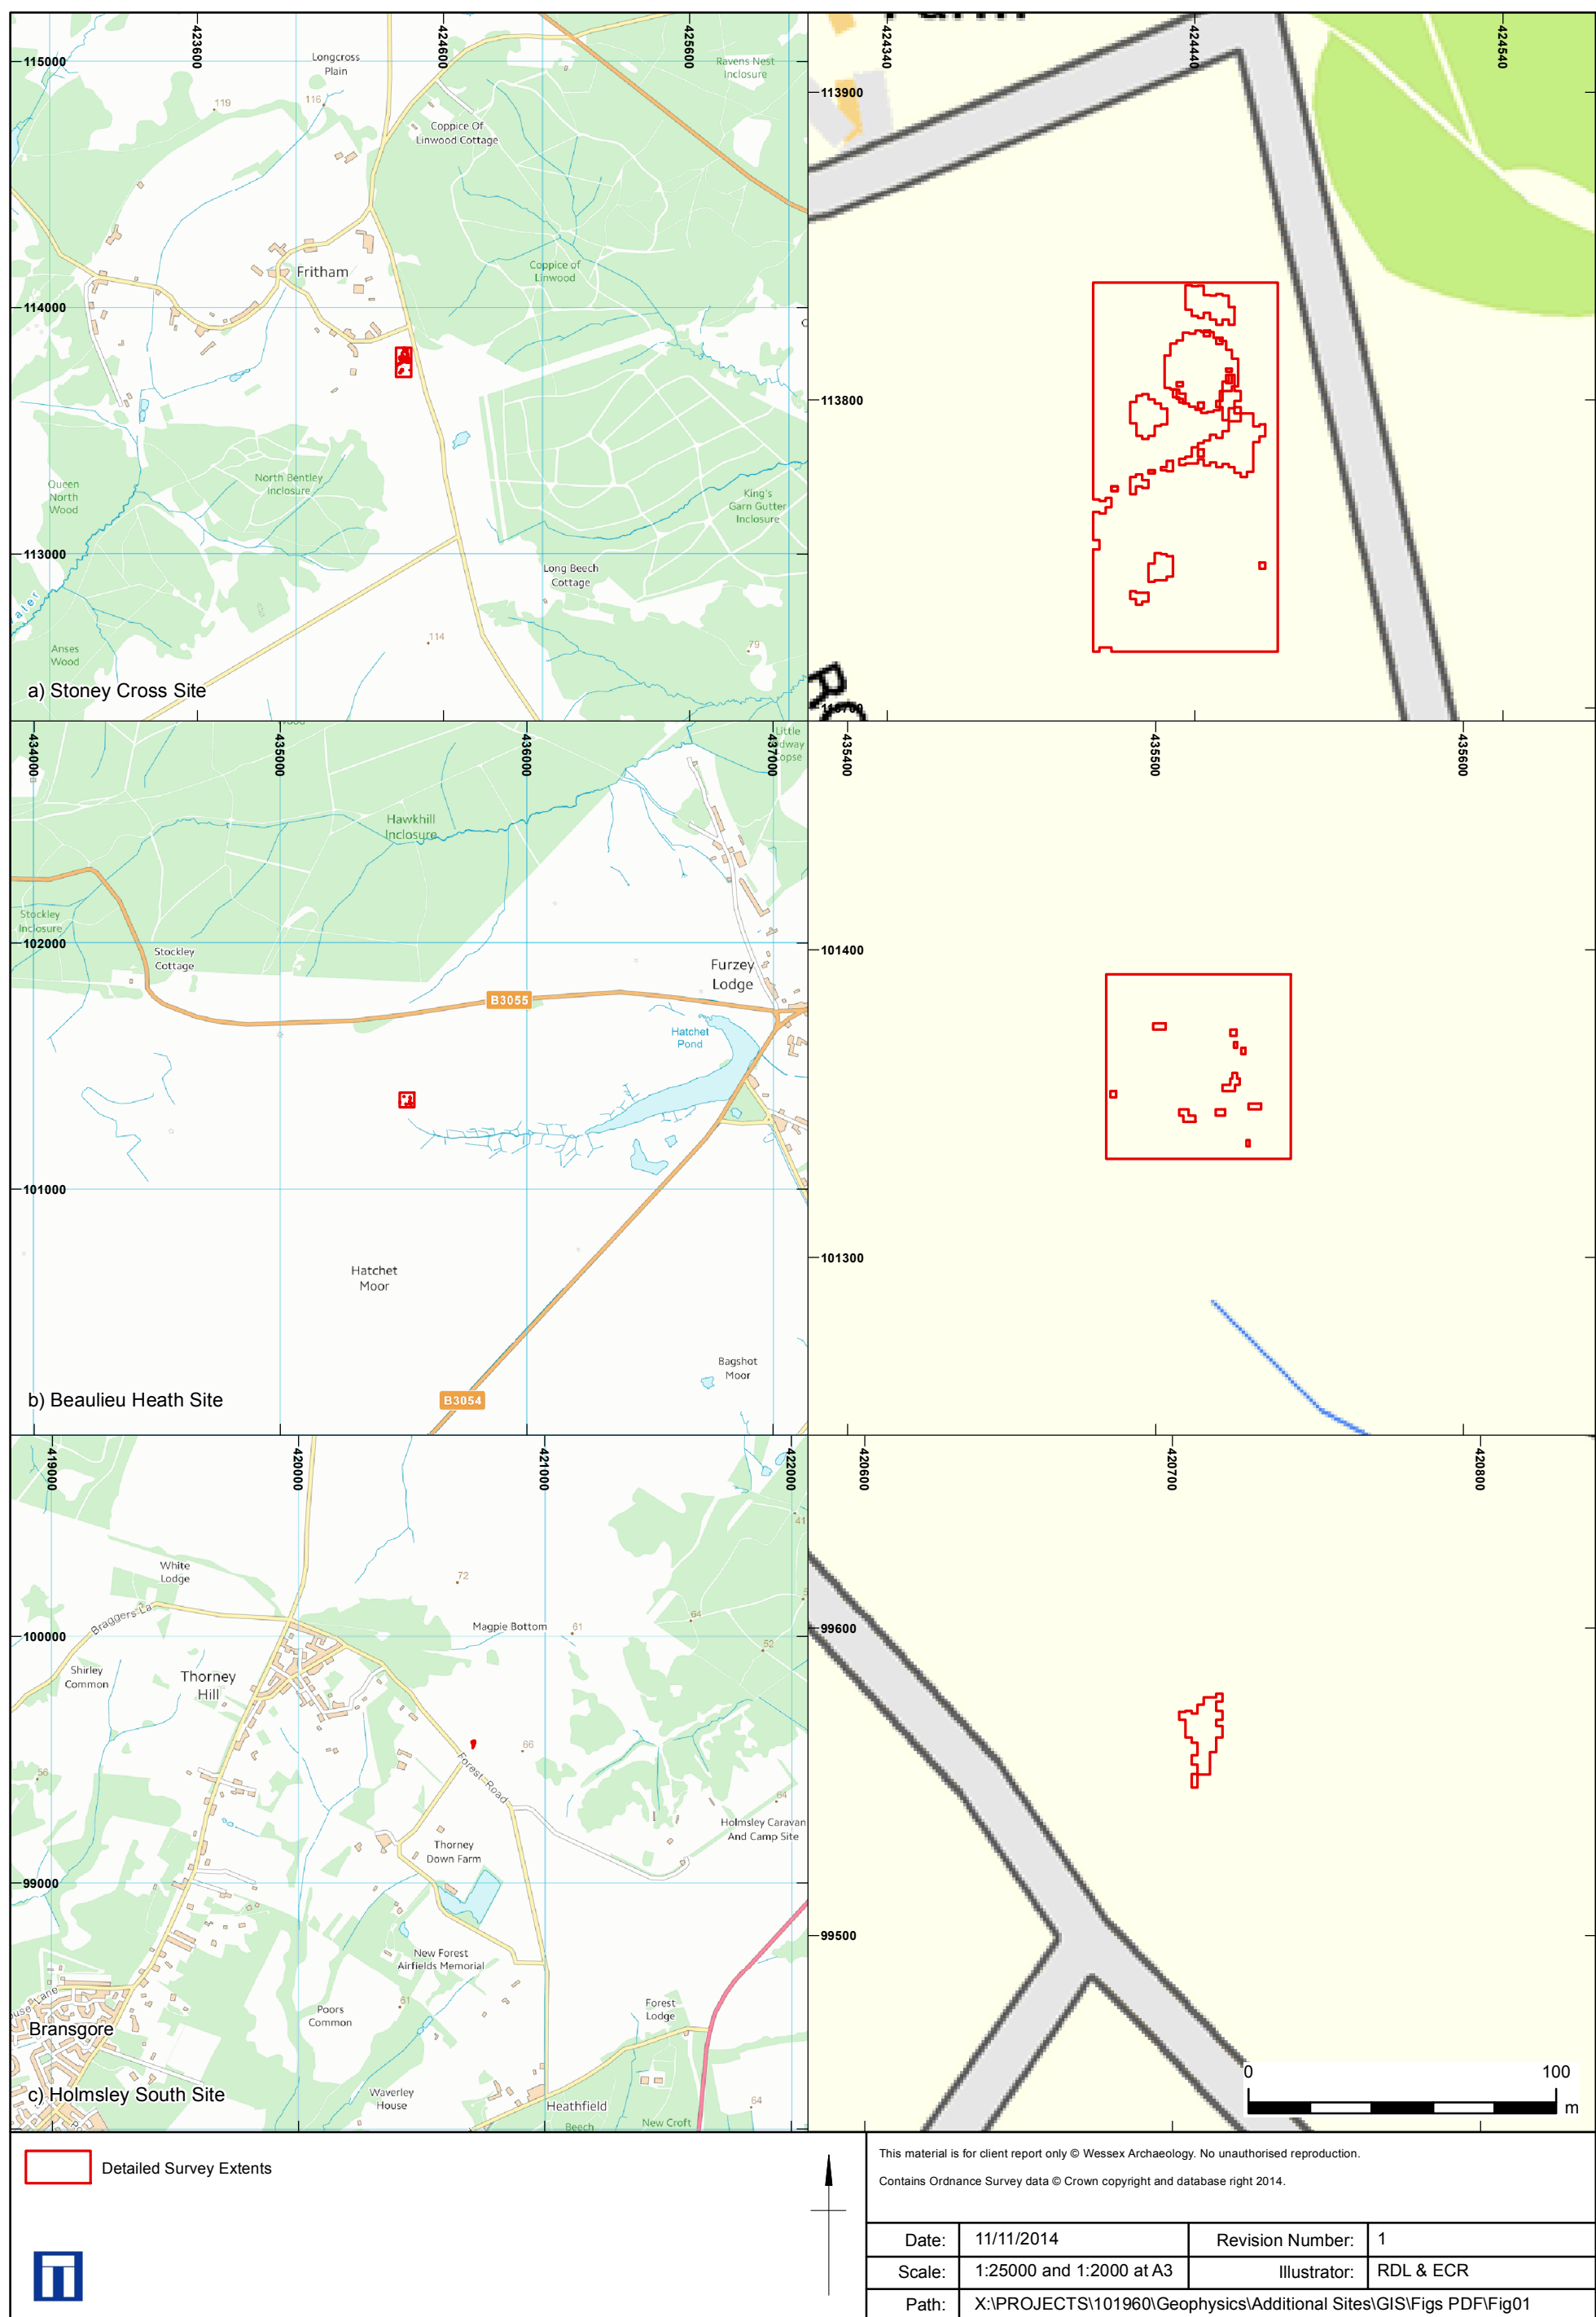 423600
424600
425600
115000
114000
113000
Longcross
Plain
Ravens Nest
Inclosure
119
116
Coppice Of
Linwood Cottage
Fritham
Coppice of
Linwood
Queen
North
Wood
North Bentley
Inclosure
King's
Garn Gutter
Inclosure
Long Beech
Cottage
Anses
Wood
114
79
a) Stoney Cross Site
424340
424440
424540
113900
113800
434000
435000
436000
437000
102000
101000
Little
Hawkhill
Inclosure
Stockley
Inclosure
Stockley
Cottage
Furzey
Lodge
B3055
Hatchet
Pond
Hatchet
Moor
Bagshot
Moor
B3054
b) Beaulieu Heath Site
435400
435500
435600
101400
101300
419000
420000
421000
422000
100000
99000
41
White
Lodge
72
Braggers La
Magpie Bottom
61
64
52
Shirley
Common
Thorney
Hill
66
56
Forest Road
64
Holmsley Caravan
And Camp Site
Thorney
Down Farm
New Forest
Airfields Memorial
61
Poors
Common
Forest
Lodge
Bransgore
Waverley
House
Heathfield
64
Beech
New Croft
c) Holmsley South Site
420600
420700
420800
99600
99500
0 100
m
Detailed Survey Extents
This material is for client report only © Wessex Archaeology. No unauthorised reproduction.
Contains Ordnance Survey data © Crown copyright and database right 2014.
Date: 11/11/2014 Revision Number: 1
Scale: 1:25000 and 1:2000 at A3 Illustrator: RDL & ECR
Path: X:\PROJECTS\101960\Geophysics\Additional Sites\GIS\Figs PDF\Fig01